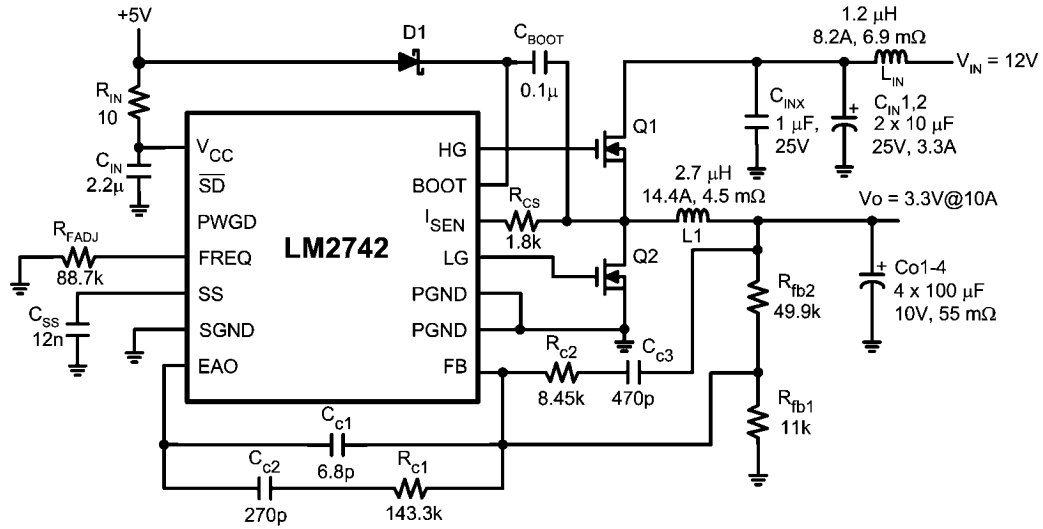 +5V
D1
C_BOOT
0.1μ
1.2 μH
8.2A, 6.9 mΩ
L_IN
V_IN = 12V
R_IN
10
C_IN
2.2μ
C_INX
1 μF,
25V
C_IN1,2
2 x 10 μF
25V, 3.3A
+
Q1
V_CC
SD
PWGD
FREQ
SS
SGND
EAO
LM2742
HG
BOOT
I_SEN
LG
PGND
PGND
FB
R_CS
1.8k
2.7 μH
14.4A, 4.5 mΩ
L1
Vo = 3.3V@10A
Q2
R_FADJ
88.7k
C_SS
12n
+
Co1-4
4 x 100 μF
10V, 55 mΩ
R_fb2
49.9k
R_c2
8.45k
C_c3
470p
R_fb1
11k
C_c1
6.8p
C_c2
270p
R_c1
143.3k